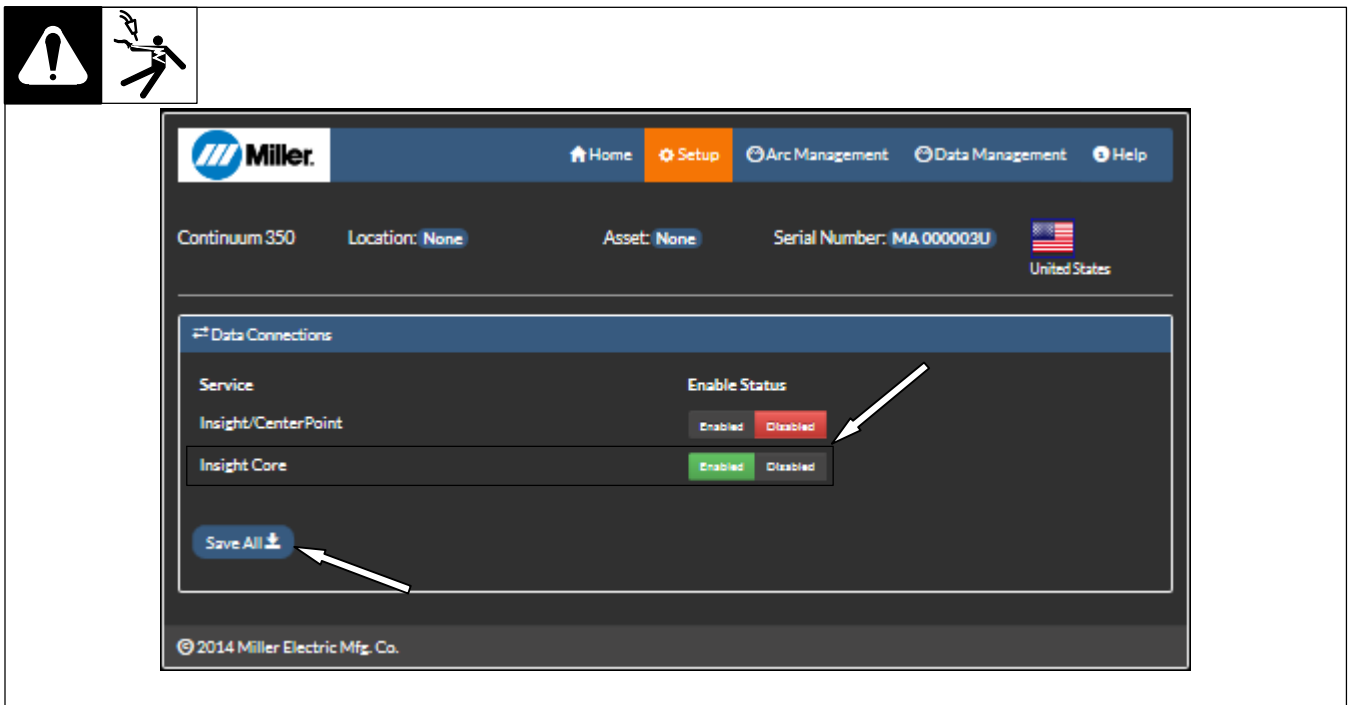 Miller.
Home Setup Arc Management Data Management Help
Continuum 350 Location: None Asset: None Serial Number: MA 000003U
United States
Data Connections
Service Enable Status
Insight/CenterPoint Enabled Disabled
Insight Core Enabled Disabled
Save All
© 2014 Miller Electric Mfg. Co.